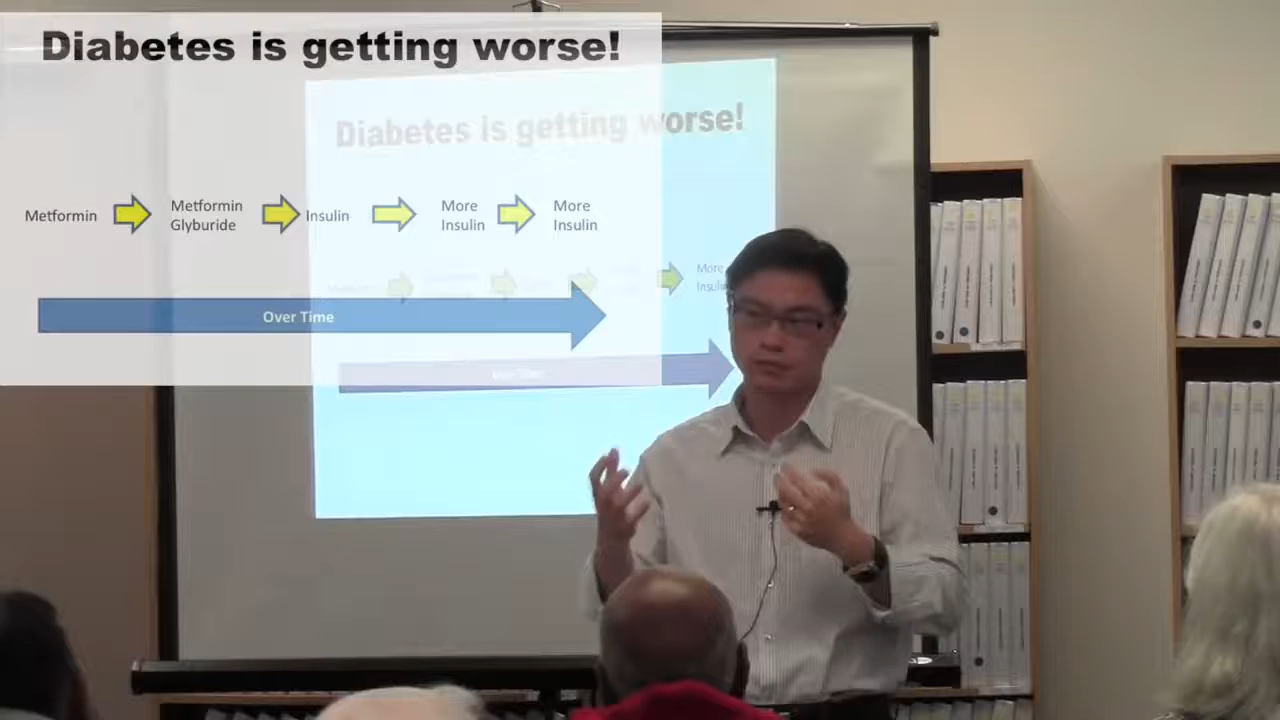 Diabetes is getting worse!
Metformin
Metformin
Glyburide
Insulin
More
Insulin
More
Insulin
Over Time
Diabetes is getting worse!
More